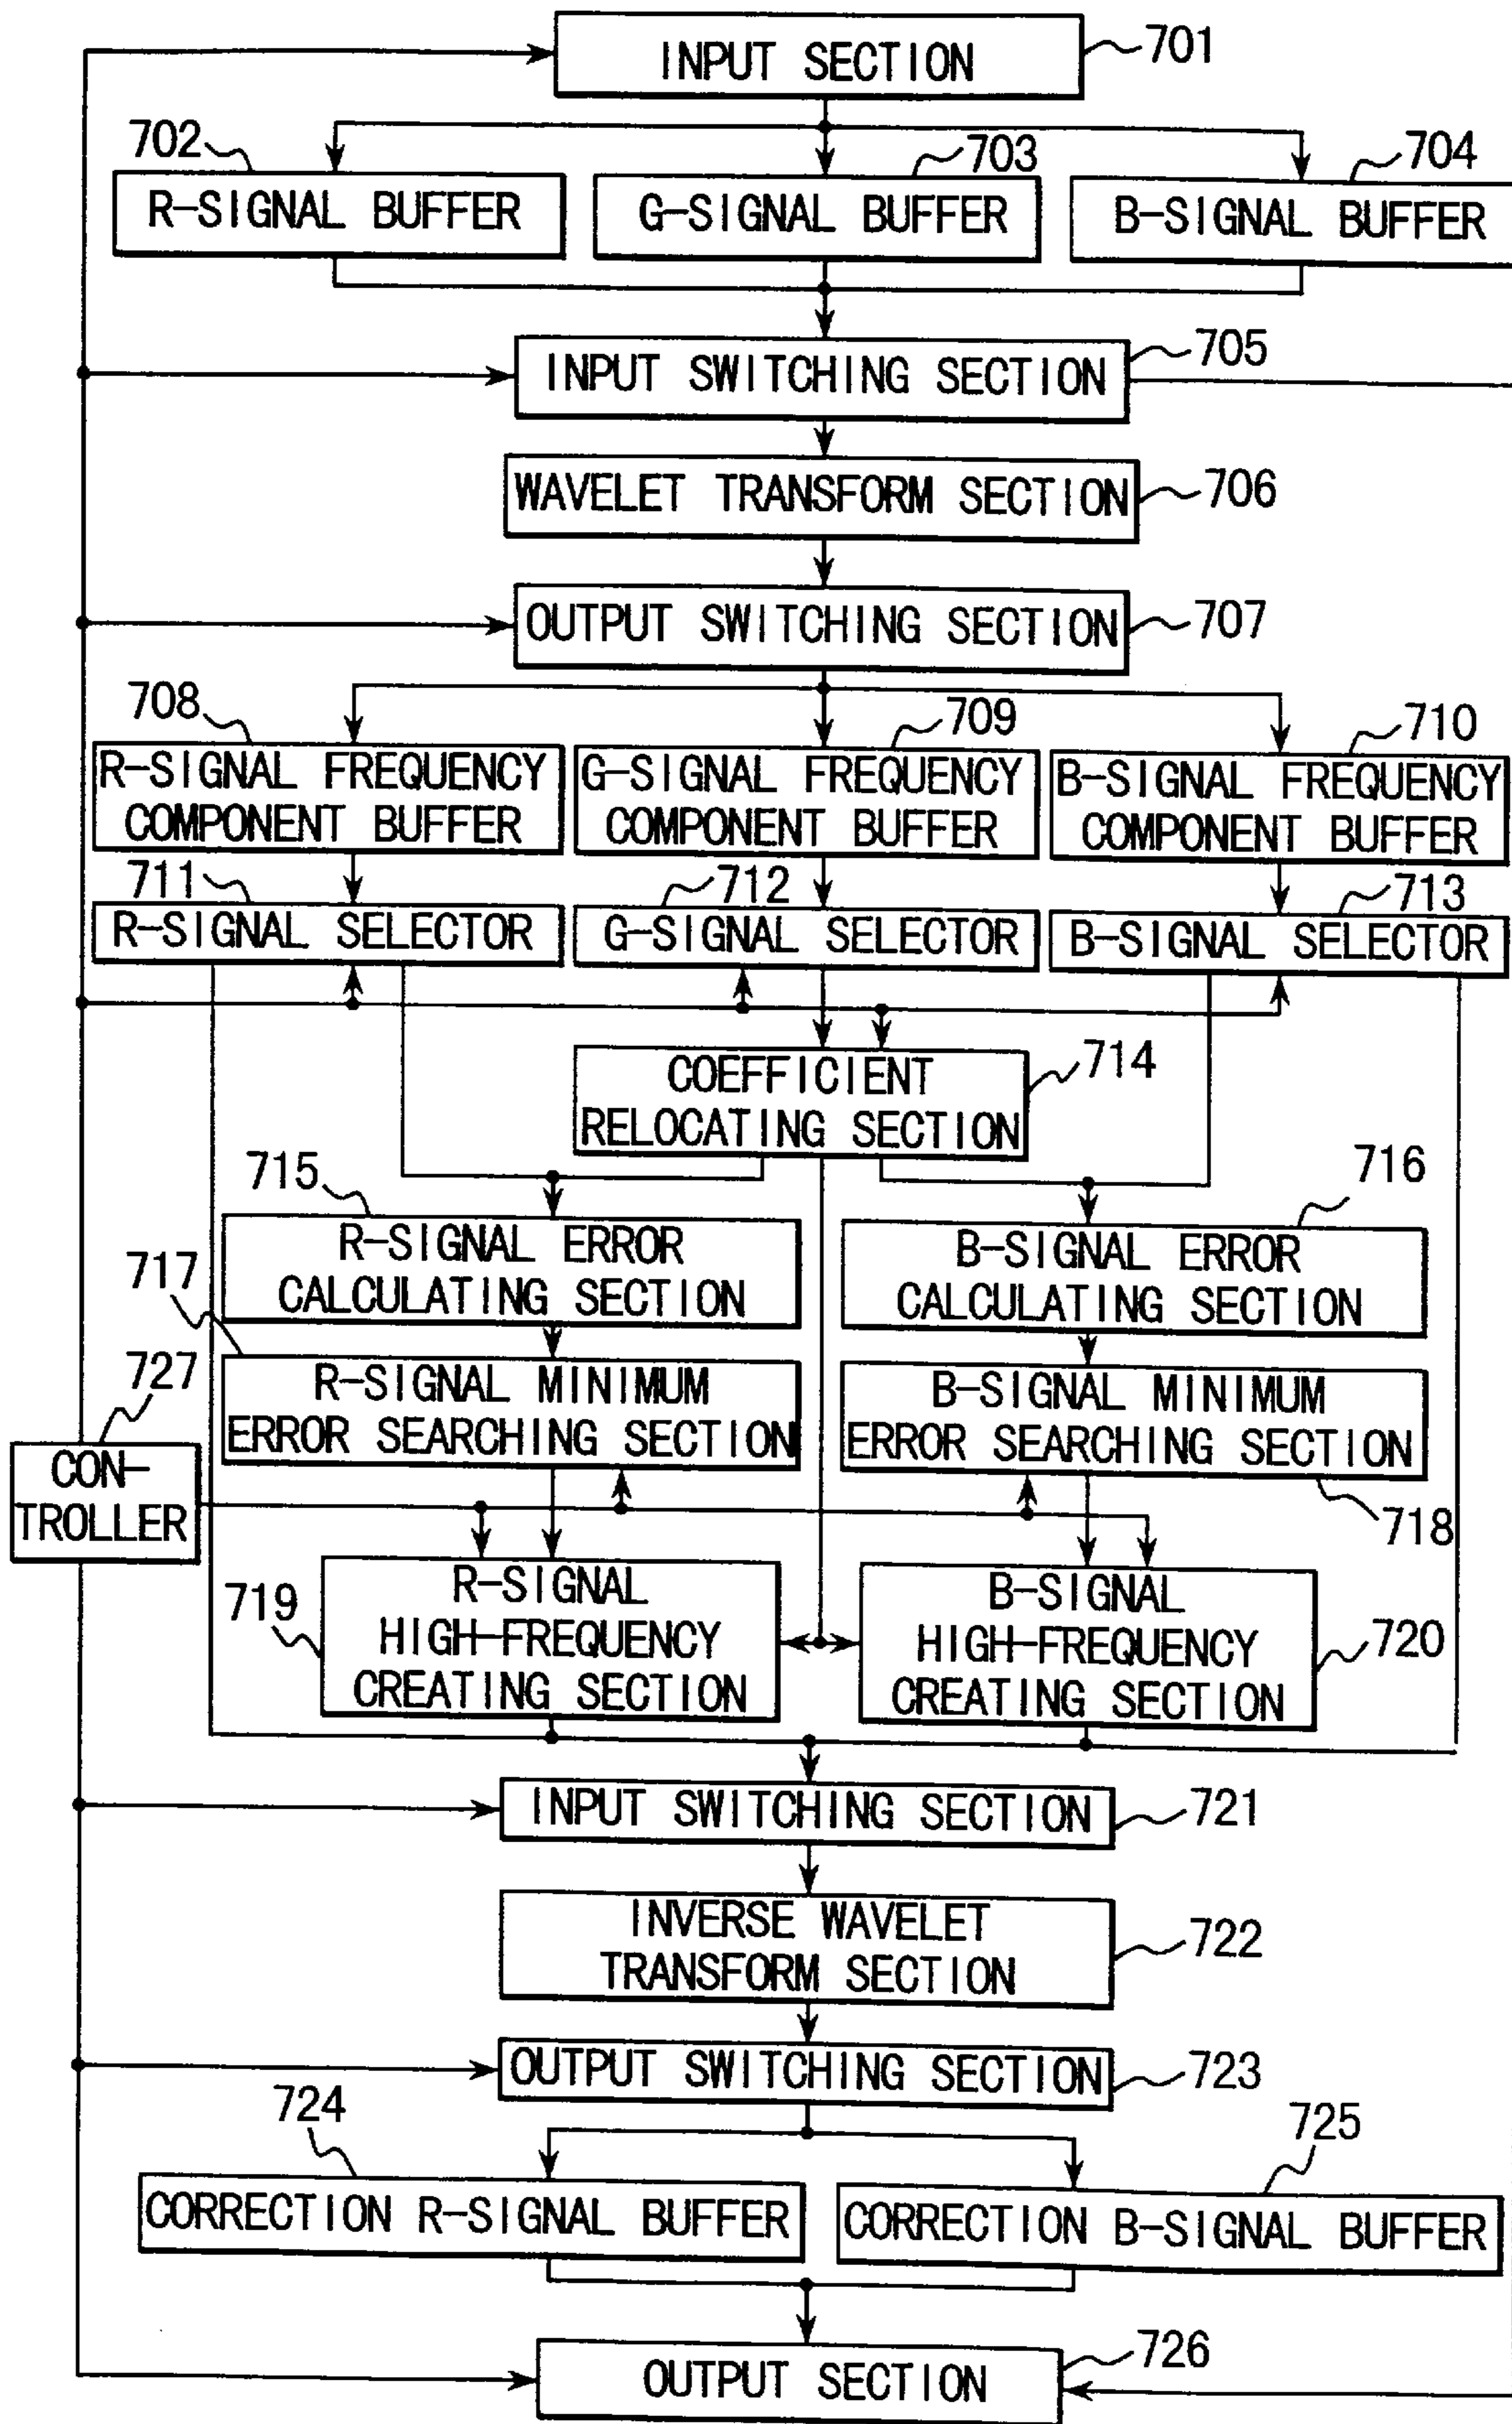 INPUT SECTION
701
702
703
704
R-SIGNAL BUFFER
G-SIGNAL BUFFER
B-SIGNAL BUFFER
705
INPUT SWITCHING SECTION
WAVELET TRANSFORM SECTION
706
OUTPUT SWITCHING SECTION
707
708
709
710
R-SIGNAL FREQUENCY
COMPONENT BUFFER
G-SIGNAL FREQUENCY
COMPONENT BUFFER
B-SIGNAL FREQUENCY
COMPONENT BUFFER
711
712
713
R-SIGNAL SELECTOR
G-SIGNAL SELECTOR
B-SIGNAL SELECTOR
COEFFICIENT
RELOCATING SECTION
714
715
716
R-SIGNAL ERROR
CALCULATING SECTION
B-SIGNAL ERROR
CALCULATING SECTION
717
R-SIGNAL MINIMUM
ERROR SEARCHING SECTION
B-SIGNAL MINIMUM
ERROR SEARCHING SECTION
727
CON-
TROLLER
718
719
R-SIGNAL
HIGH-FREQUENCY
CREATING SECTION
B-SIGNAL
HIGH-FREQUENCY
CREATING SECTION
720
INPUT SWITCHING SECTION
721
INVERSE WAVELET
TRANSFORM SECTION
722
OUTPUT SWITCHING SECTION
723
724
725
CORRECTION R-SIGNAL BUFFER
CORRECTION B-SIGNAL BUFFER
726
OUTPUT SECTION